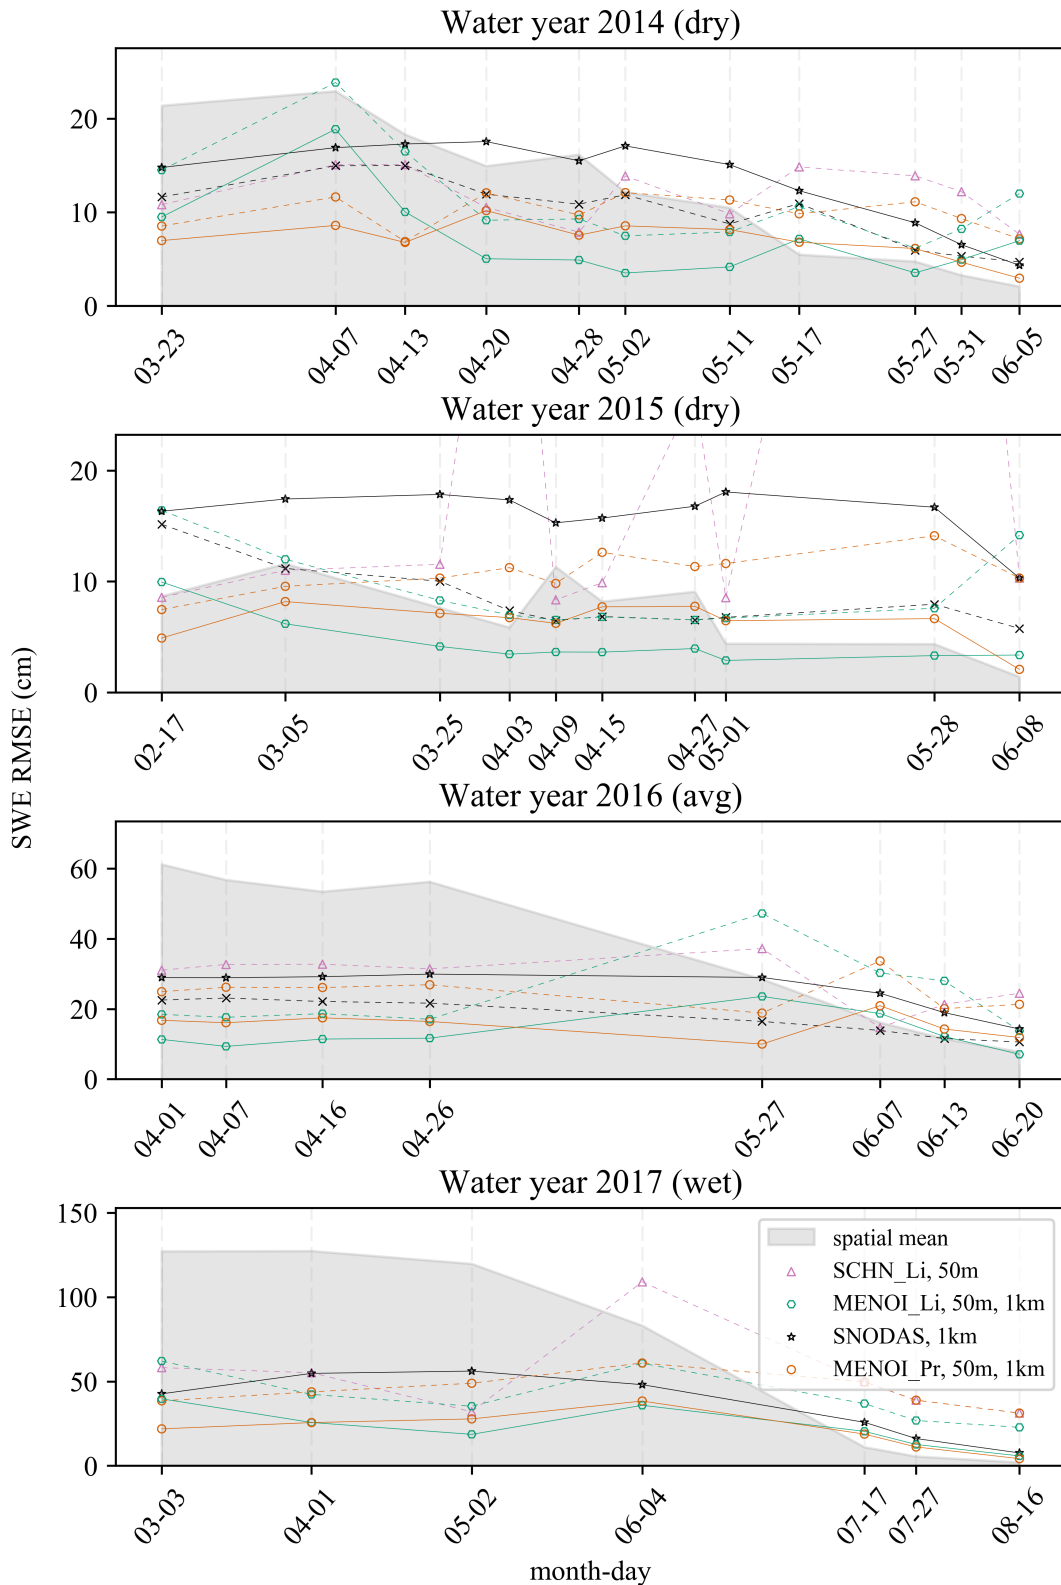 Water year 2014 (dry)
20
10
0
03-23 04-07 04-13 04-20 04-28 05-02 05-11 05-17 05-27 05-31 06-05
Water year 2015 (dry)
20
10
0
02-17 03-05 03-25 04-03 04-09 04-15 04-27 05-01 05-28 06-08
SWE RMSE (cm)
Water year 2016 (avg)
60
40
20
0
04-01 04-07 04-16 04-26 05-27 06-07 06-13 06-20
Water year 2017 (wet)
150
100
50
0
spatial mean
SCHN_Li, 50m
MENOI_Li, 50m, 1km
SNODAS, 1km
MENOI_Pr, 50m, 1km
03-03 04-01 05-02 06-04 07-17 07-27 08-16
month-day